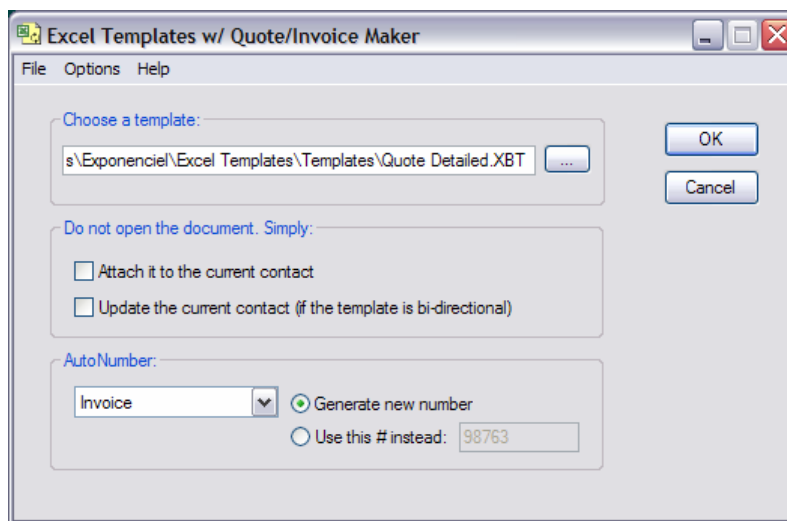 Excel Templates w/ Quote/Invoice Maker
File Options Help
Choose a template:
s\Exponenciel\Excel Templates\Templates\Quote Detailed.XBT ...
OK
Cancel
Do not open the document. Simply:
Attach it to the current contact
Update the current contact (if the template is bi-directional)
AutoNumber:
Invoice
Generate new number
Use this # instead: 98763